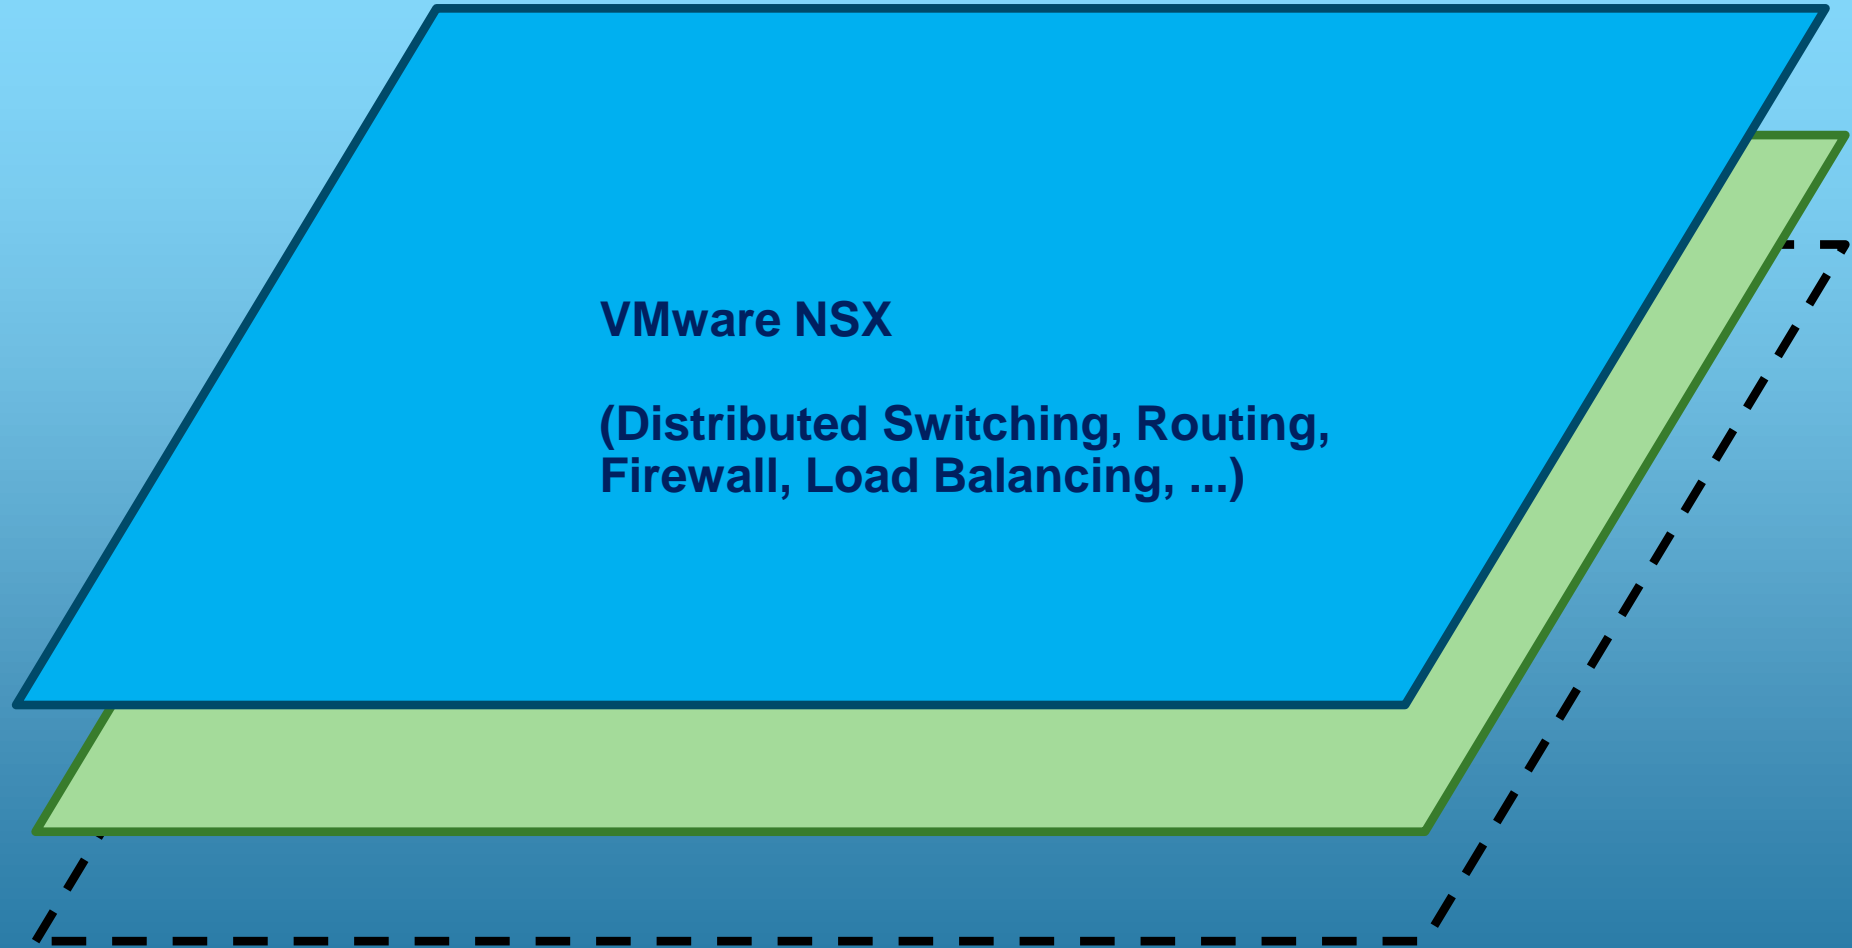 VMware NSX
(Distributed Switching, Routing,
Firewall, Load Balancing, ...)